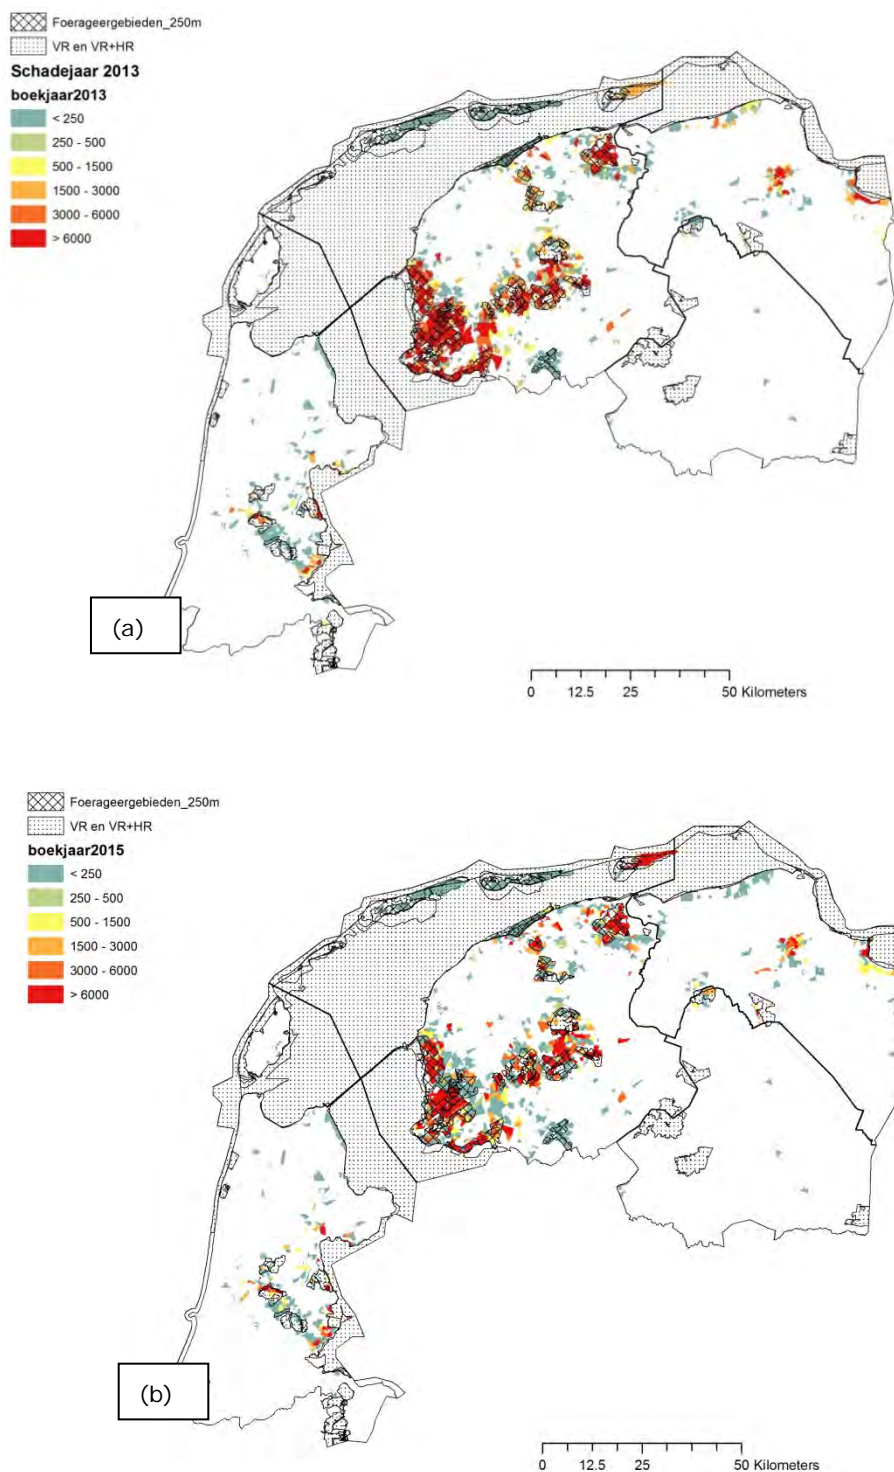 Foerageergebieden_250m
VR en VR+HR
Schadejaar 2013
boekjaar2013
< 250
250 - 500
500 - 1500
1500 - 3000
3000 - 6000
> 6000
(a)
0 12.5 25 50 Kilometers
Foerageergebieden_250m
VR en VR+HR
boekjaar2015
< 250
250 - 500
500 - 1500
1500 - 3000
3000 - 6000
> 6000
(b)
0 12.5 25 50 Kilometers